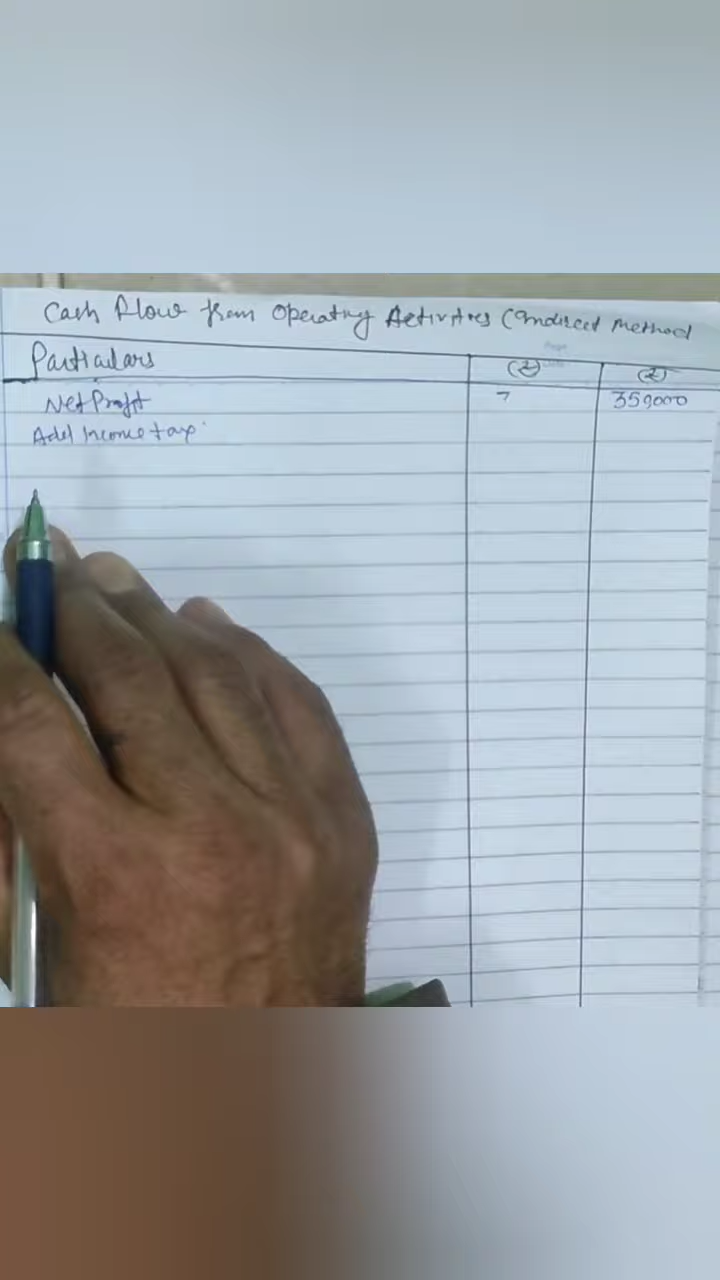 Cash flow from Operating Activities (Indirect Method
Particulars (₹) (₹)
Net Profit 350000
Add Income tax